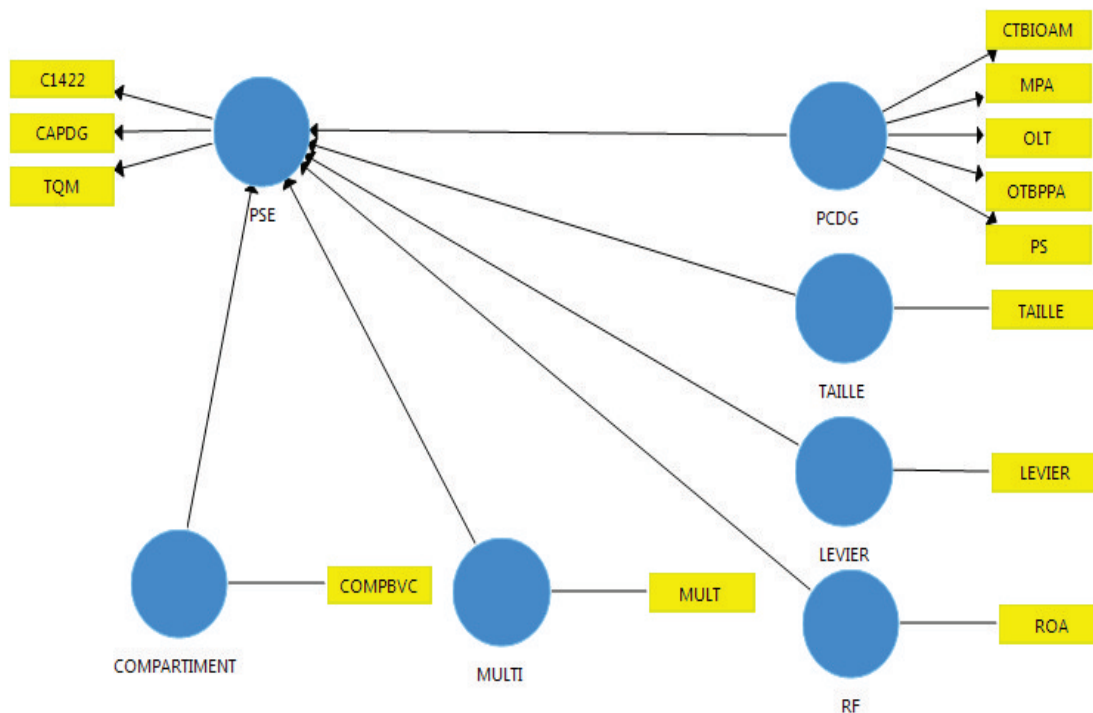 CTBIOAM
C1422
MPA
CAPDG
OLT
TQM
OTBPPA
PSE
PCDG
PS
TAILLE
TAILLE
LEVIER
LEVIER
COMPBVC
MULT
ROA
COMPARTIMENT
MULTI
RF